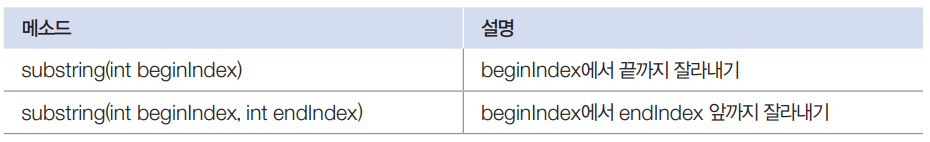 메소드 설명
substring(int beginIndex) beginIndex에서 끝까지 잘라내기
substring(int beginIndex, int endIndex) beginIndex에서 endIndex 앞까지 잘라내기